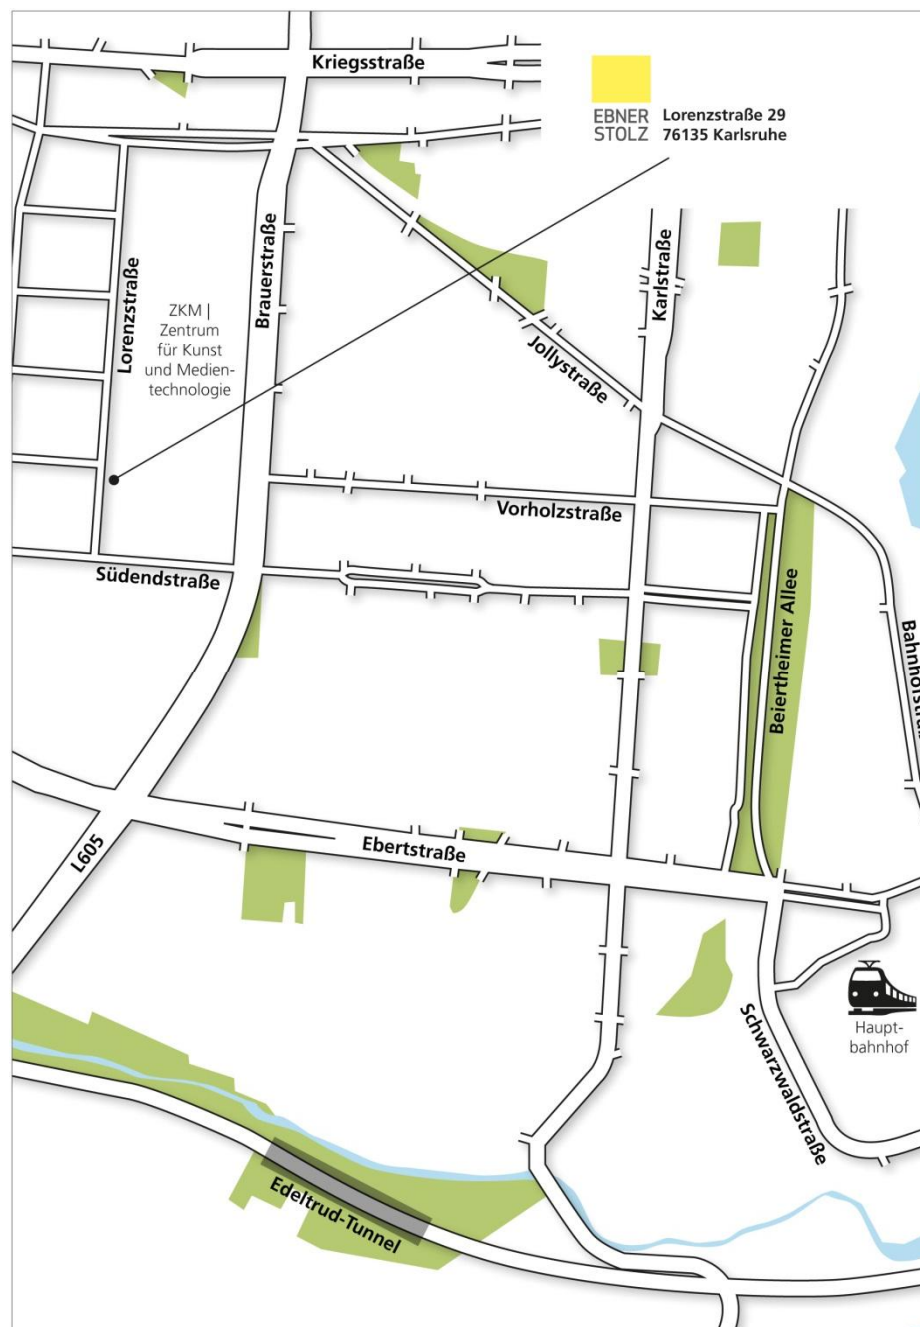 Kriegsstraße
EBNER
STOLZ
Lorenzstraße 29
76135 Karlsruhe
Lorenzstraße
ZKM |
Zentrum
für Kunst
und Medien-
technologie
Brauerstraße
Karlstraße
Jollystraße
Vorholzstraße
Südendstraße
Beiertheimer Allee
L605
Ebertstraße
Schwarzwaldstraße
Haupt-
bahnhof
Edeltrud-Tunnel